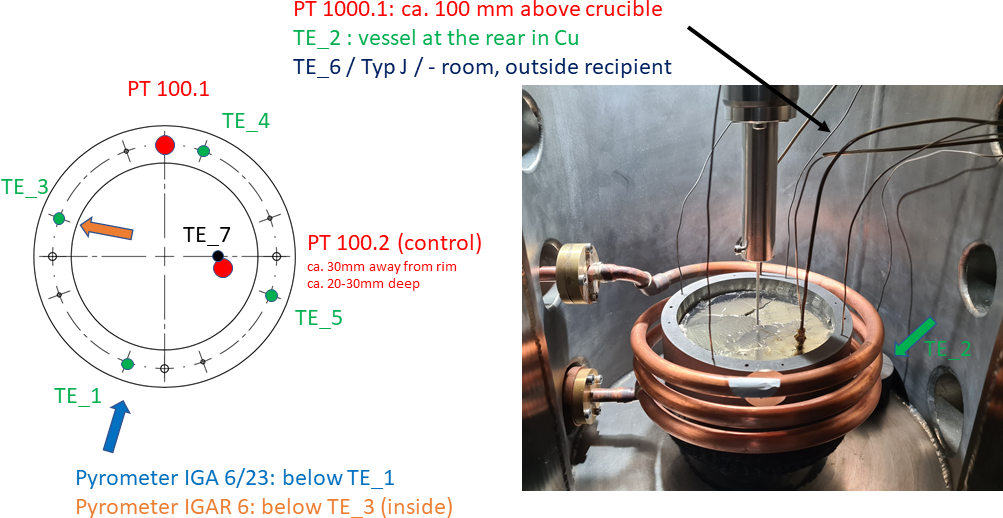 PT 1000.1: ca. 100 mm above crucible
TE_2 : vessel at the rear in Cu
TE_6 / Typ J / - room, outside recipient
PT 100.1
TE_4
TE_3
TE_7
PT 100.2 (control)
ca. 30mm away from rim
ca. 20-30mm deep
TE_5
TE_2
TE_1
Pyrometer IGA 6/23: below TE_1
Pyrometer IGAR 6: below TE_3 (inside)